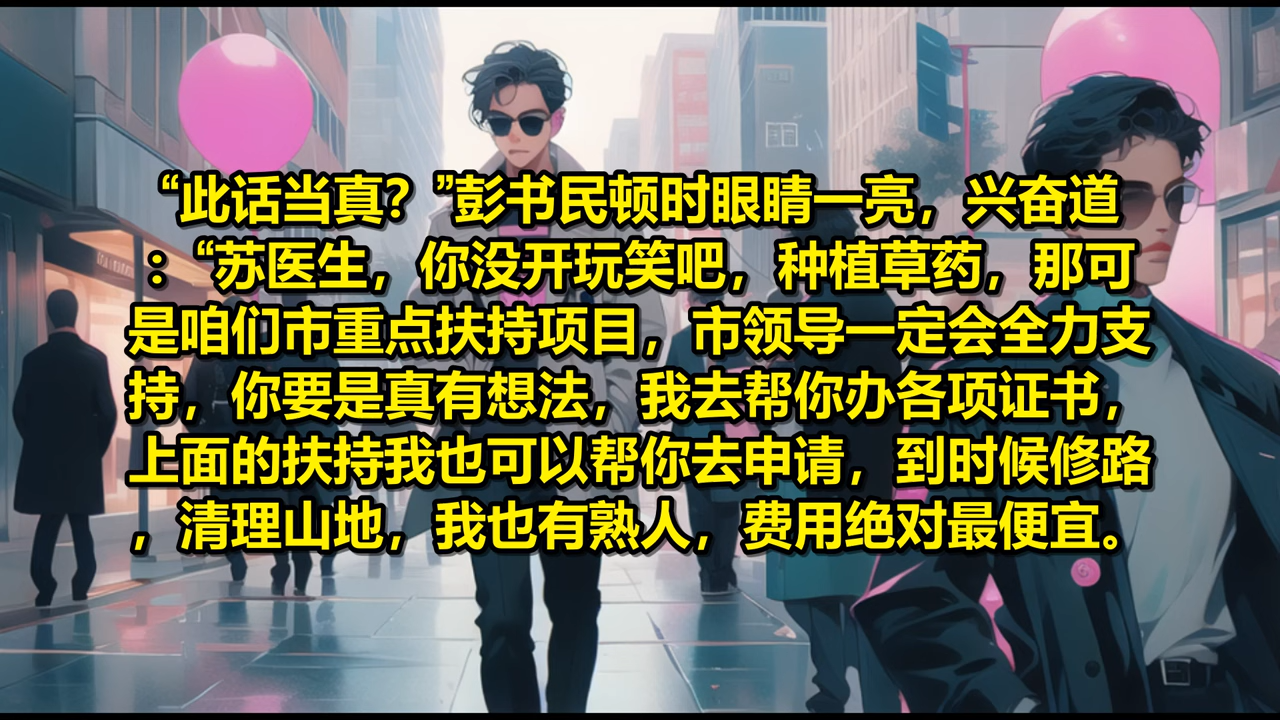 “此话当真？”彭书民顿时眼睛一亮，兴奋道
：“苏医生，你没开玩笑吧，种植草药，那可
是咱们市重点扶持项目，市领导一定会全力支
持，你要是真有想法，我去帮你办各项证书，
上面的扶持我也可以帮你去申请，到时候修路
，清理山地，我也有熟人，费用绝对最便宜。